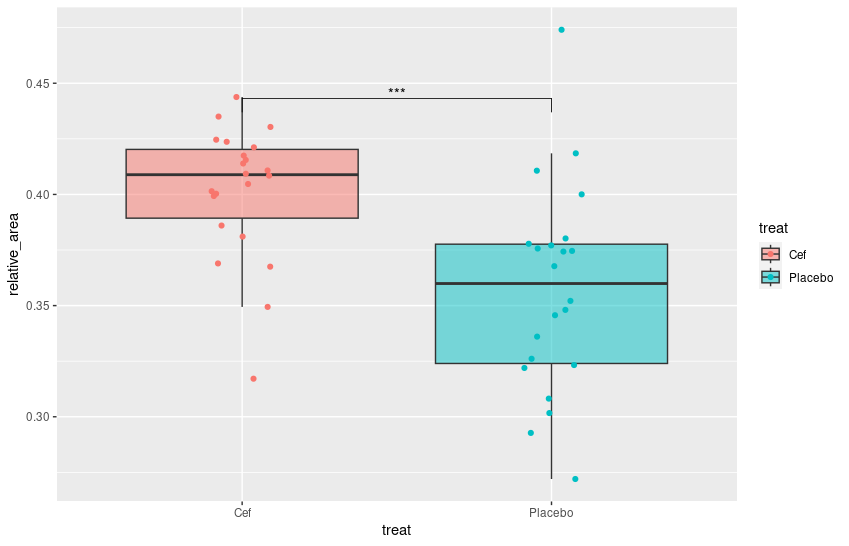 ***
0.45
0.40
0.35
0.30
relative_area
Cef
Placebo
treat
treat
Cef
Placebo